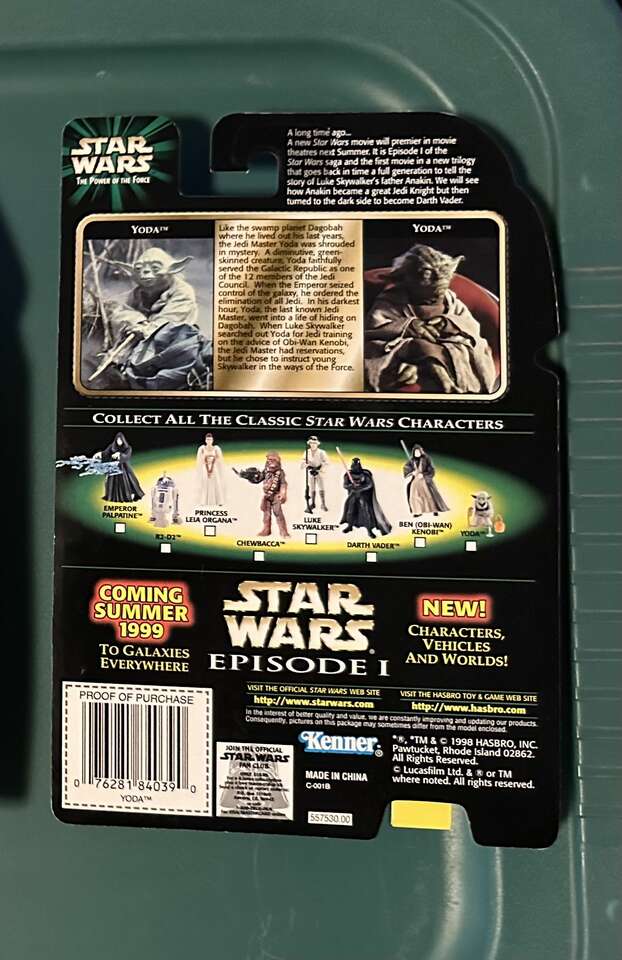 STAR
WARS
THE POWER OF THE FORCE
A long time ago...
A new Star Wars movie will premier in movie
theatres next Summer. It is Episode I of the
Star Wars saga and the first movie in a new trilogy
that goes back in time a full generation to tell the
story of Luke Skywalker's father Anakin. We will see
how Anakin became a great Jedi Knight but then
turned to the dark side to become Darth Vader.
YODA™
Like the swamp planet Dagobah
where he lived out his last years,
the Jedi Master Yoda was shrouded
in mystery. A diminutive, green-
skinned creature, Yoda faithfully
served the Galactic Republic as one
of the 12 members of the Jedi
Council. When the Emperor seized
control of the galaxy, he ordered the
elimination of all Jedi. In his darkest
hour, Yoda, the last known Jedi
Master, went into a life of hiding on
Dagobah. When Luke Skywalker
searched out Yoda for Jedi training
on the advice of Obi-Wan Kenobi,
the Jedi Master had reservations,
but he chose to instruct young
Skywalker in the ways of the Force.
YODA™
COLLECT ALL THE CLASSIC STAR WARS CHARACTERS
EMPEROR
PALPATINE™
R2-D2™
PRINCESS
LEIA ORGANA™
CHEWBACCA™
LUKE
SKYWALKER™
DARTH VADER™
BEN (OBI-WAN)
KENOBI™
YODA™
COMING
SUMMER
1999
TO GALAXIES
EVERYWHERE
STAR
WARS®
EPISODE I
NEW!
CHARACTERS,
VEHICLES
AND WORLDS!
PROOF OF PURCHASE
0 76281 84039 0
YODA™
VISIT THE OFFICIAL STAR WARS WEB SITE
http://www.starwars.com
VISIT THE HASBRO TOY & GAME WEB SITE
http://www.hasbro.com
In the interest of better quality and value, we are constantly improving and updating our products.
Consequently, pictures on this package may sometimes differ from the model enclosed.
JOIN THE OFFICIAL
STAR WARS
FAN CLUB
Kenner®
MADE IN CHINA
C-001B
557530.00
*®, *TM & © 1998 HASBRO, INC.
Pawtucket, Rhode Island 02862.
All Rights Reserved.
© Lucasfilm Ltd. & ® or TM
where noted. All rights reserved.